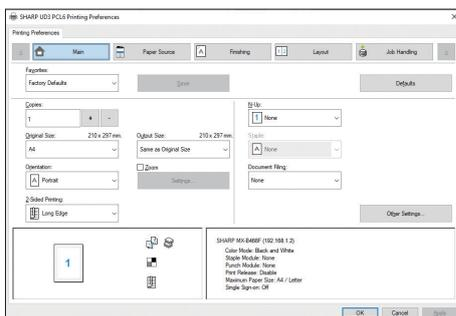 SHARP UD3 PCL6 Printing Preferences
Printing Preferences
Main
Paper Source
Finishing
Layout
Job Handling
Favorites:
Factory Defaults
Save
Defaults
Copies:
1
+
-
N-Up:
1 None
Original Size: 210 x 297 mm.
Output Size: 210 x 297 mm.
Staple:
A4
Same as Original Size
A None
Orientation:
Zoom
Document Filing:
A Portrait
Settings...
None
2-Sided Printing:
Long Edge
Other Settings...
1
SHARP MX-B468F (192.168.1.2)
Color Mode: Black and White
Staple Module: None
Punch Module: None
Print Release: Disable
Maximum Paper Size: A4 / Letter
Single Sign-on: Off
OK
Cancel
Apply